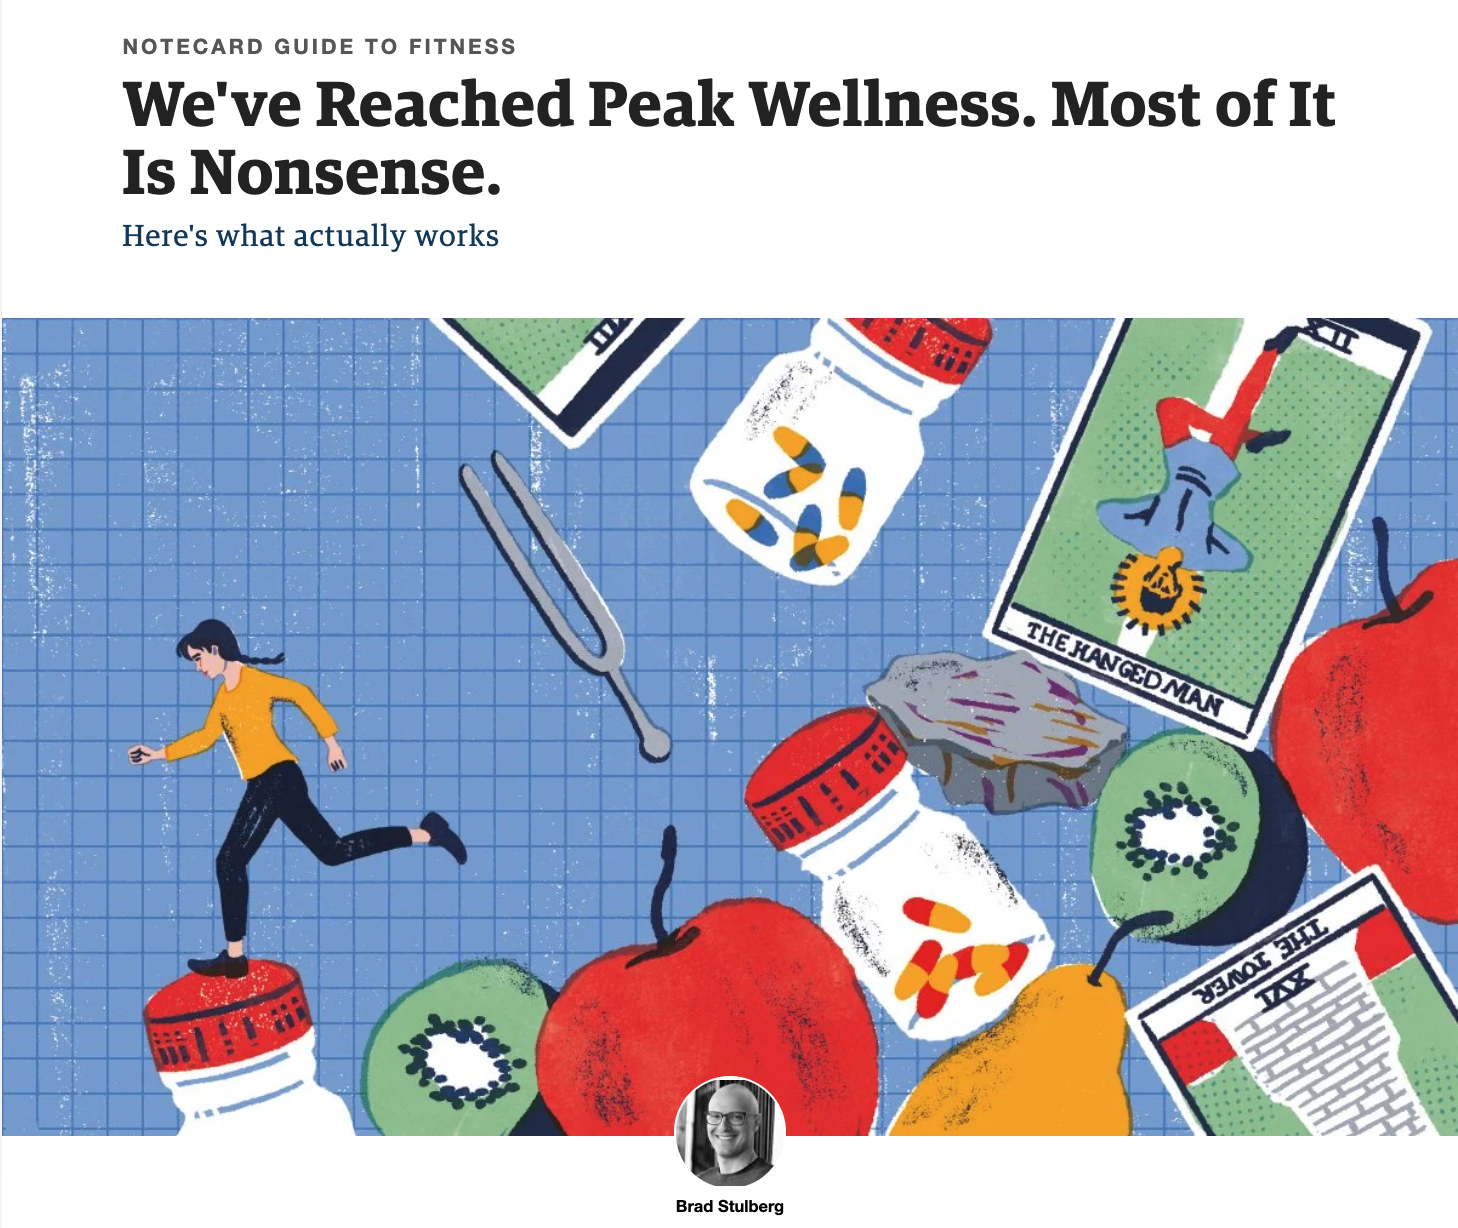 NOTECARD GUIDE TO FITNESS
We've Reached Peak Wellness. Most of It
Is Nonsense.
Here's what actually works
XII
THE HANGED MAN
THE TOWER
XVI
Brad Stulberg